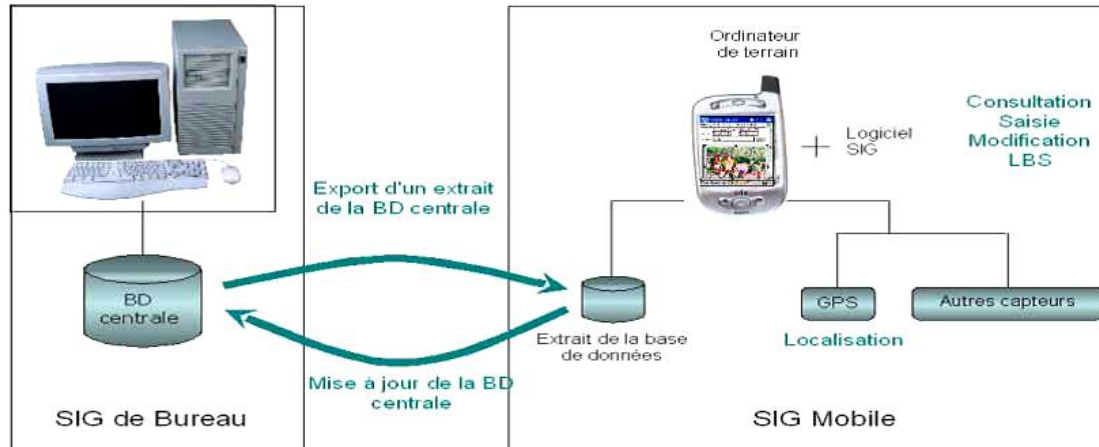 Ordinateur
de terrain
Logiciel
SIG
Consultation
Saisie
Modification
LBS
Export d'un extrait
de la BD centrale
BD
centrale
GPS
Autres capteurs
Extrait de la base
de données
Localisation
Mise à jour de la BD
centrale
SIG de Bureau
SIG Mobile